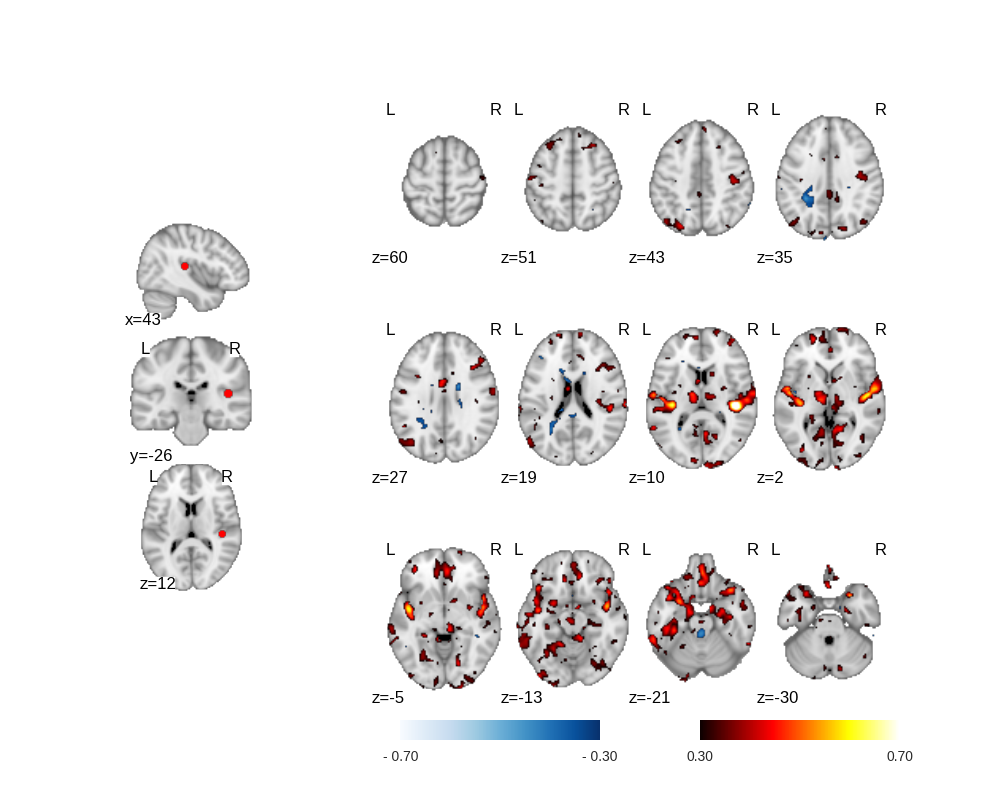 L R L R L R L R
z=60 z=51 z=43 z=35
x=43
L R
y=-26
L R
z=12
L R L R L R L R
z=27 z=19 z=10 z=2
L R L R L R L R
z=-5 z=-13 z=-21 z=-30
- 0.70 - 0.30 0.30 0.70